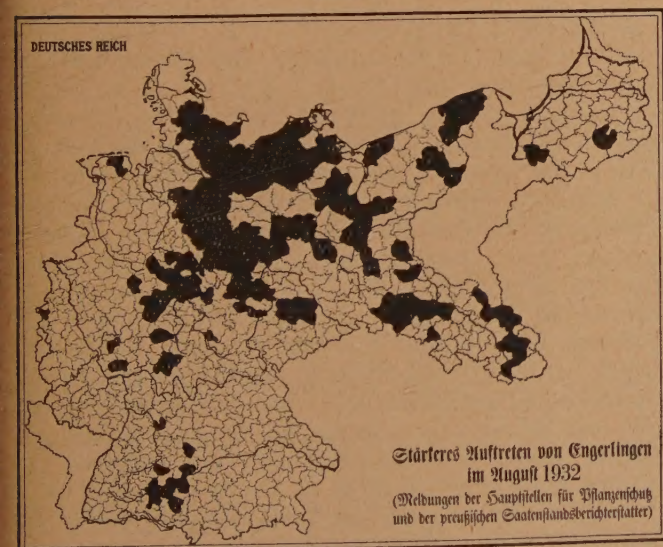 DEUTSCHES REICH
Stärkeres Auftreten von Engerlingen
im August 1932
(Meldungen der Hauptstellen für Pflanzenschutz
und der preußischen Saatenstandsberichterstatter)